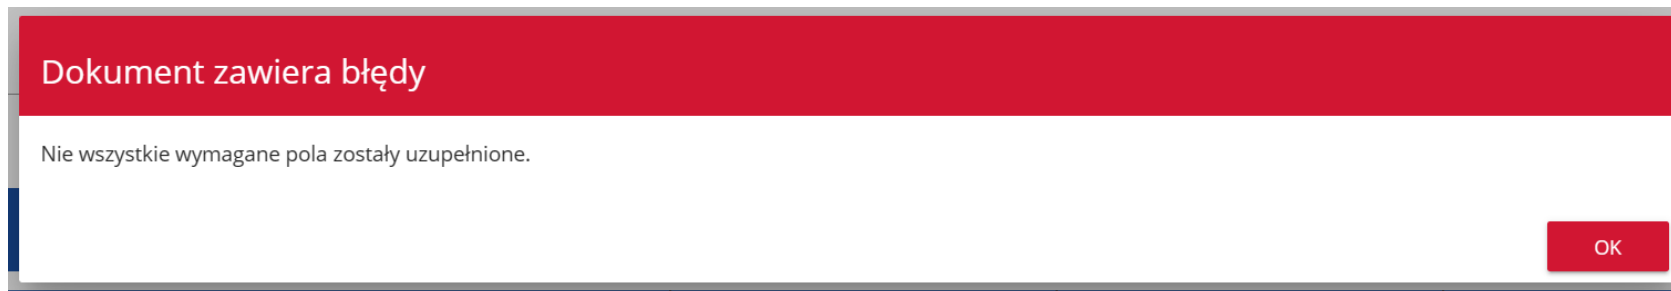 Dokument zawiera błędy
Nie wszystkie wymagane pola zostały uzupełnione.
OK